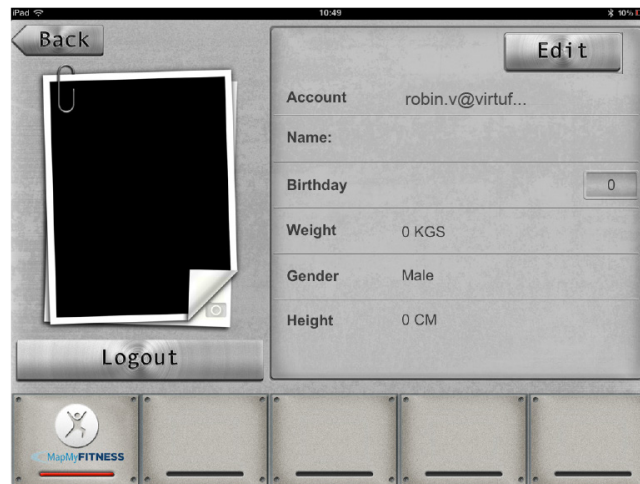 iPad 10:49 10%
Back
Edit
Account robin.v@virtuf...
Name:
Birthday 0
Weight 0 KGS
Gender Male
Height 0 CM
Logout
MapMyFITNESS